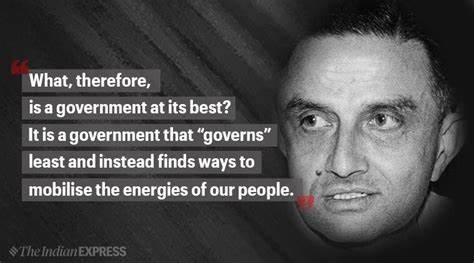 “
What, therefore,
is a government at its best?
It is a government that “governs”
least and instead finds ways to
mobilise the energies of our people.
”
The Indian EXPRESS